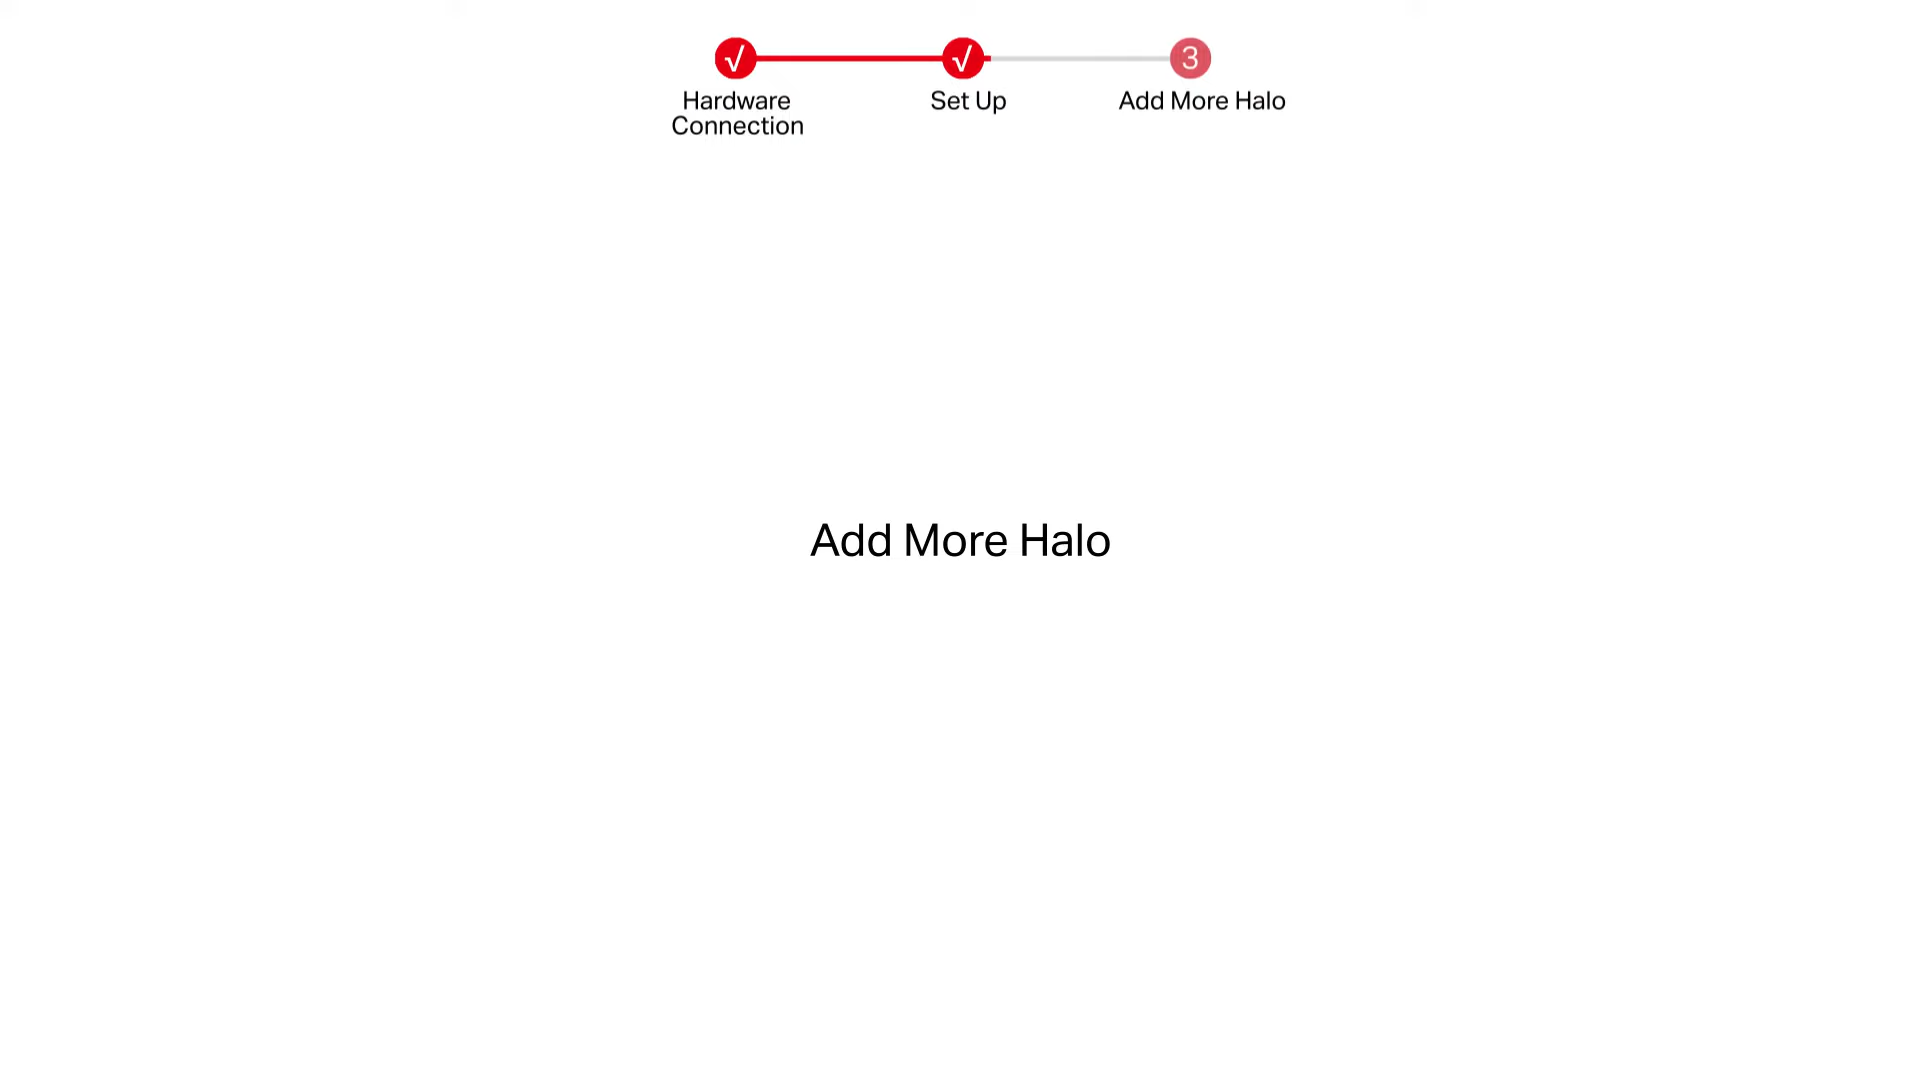 √ √ 3
Hardware Connection
Set Up
Add More Halo
Add More Halo